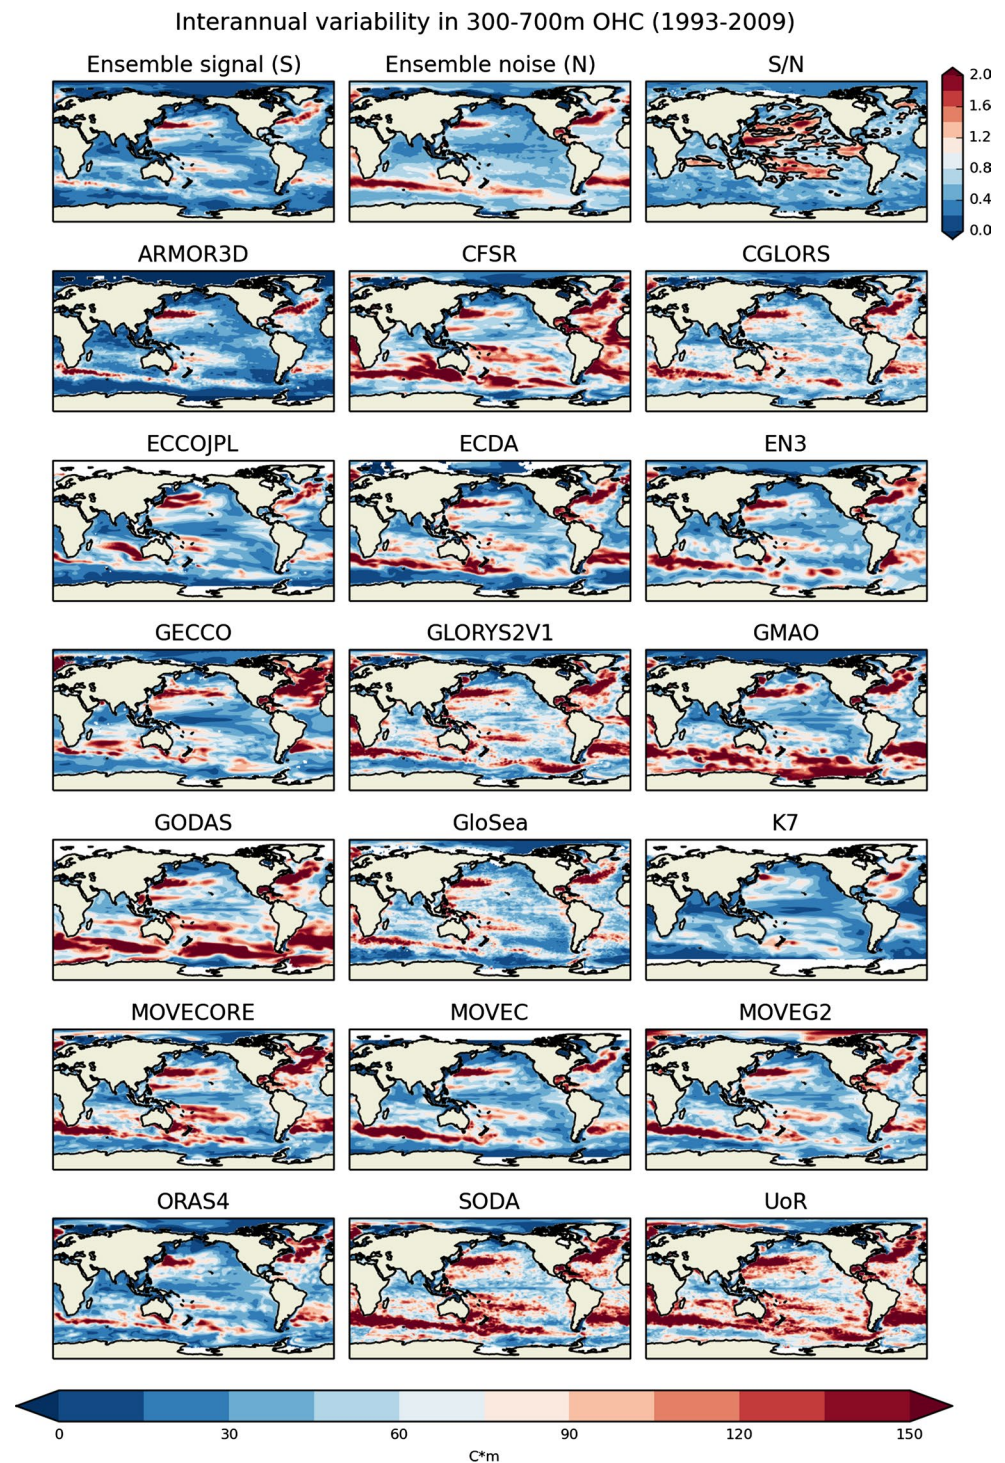 Interannual variability in 300-700m OHC (1993-2009)
Ensemble signal (S) Ensemble noise (N) S/N
2.0
1.6
1.2
0.8
0.4
0.0
ARMOR3D CFSR CGLORS
ECCOJPL ECDA EN3
GECCO GLORYS2V1 GMAO
GODAS GloSea K7
MOVECORE MOVEC MOVEG2
ORAS4 SODA UoR
0 30 60 90 120 150
C*m